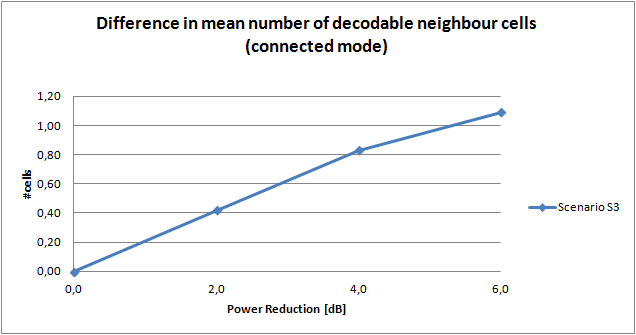 Difference in mean number of decodable neighbour cells
(connected mode)
1,20
1,00
0,80
0,60
0,40
0,20
0,00
#cells
0,0
2,0
4,0
6,0
Power Reduction [dB]
Scenario S3